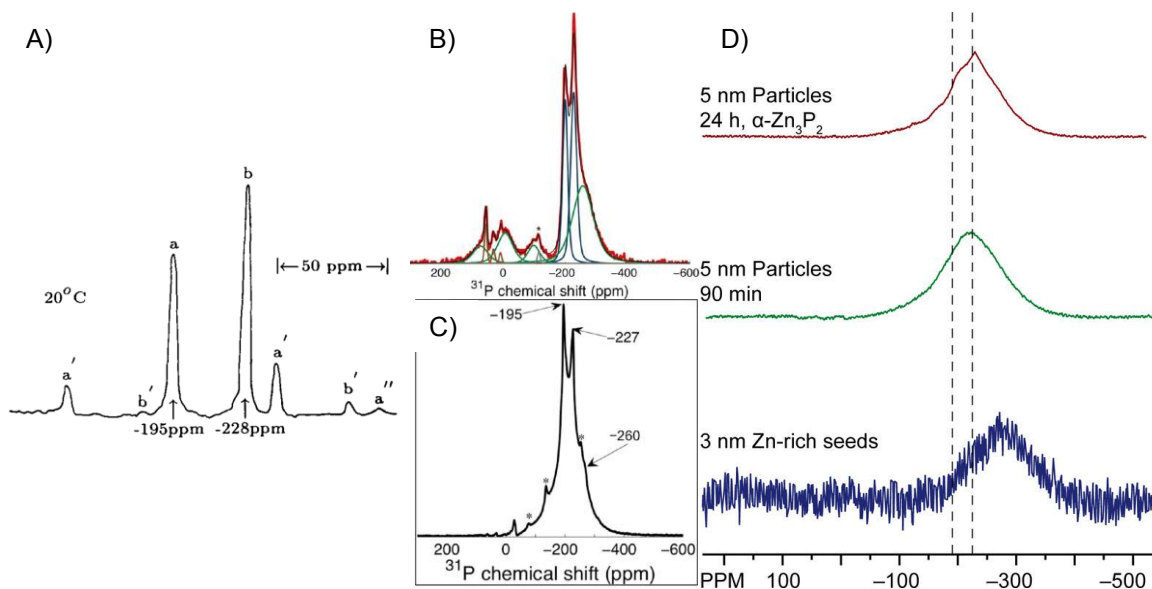 A)
20°C
a'
b'
a
b
a'
b'
a"
|← 50 ppm →|
-195ppm
-228ppm
B)
*
200 0 −200 −400 −600
³¹P chemical shift (ppm)
C)
−195
−227
−260
*
*
*
200 0 −200 −400 −600
³¹P chemical shift (ppm)
D)
5 nm Particles
24 h, α-Zn₃P₂
5 nm Particles
90 min
3 nm Zn-rich seeds
PPM 100 −100 −300 −500